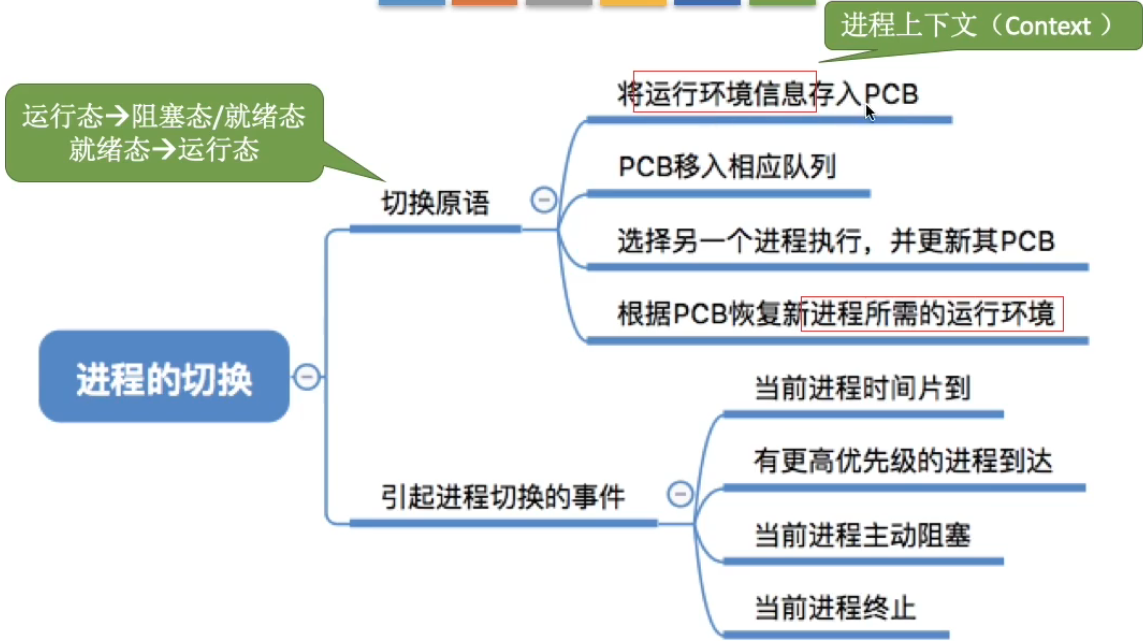 进程上下文（Context ）
将运行环境信息存入PCB
运行态→阻塞态/就绪态
就绪态→运行态
PCB移入相应队列
切换原语
选择另一个进程执行，并更新其PCB
根据PCB恢复新进程所需的运行环境
进程的切换
当前进程时间片到
有更高优先级的进程到达
引起进程切换的事件
当前进程主动阻塞
当前进程终止